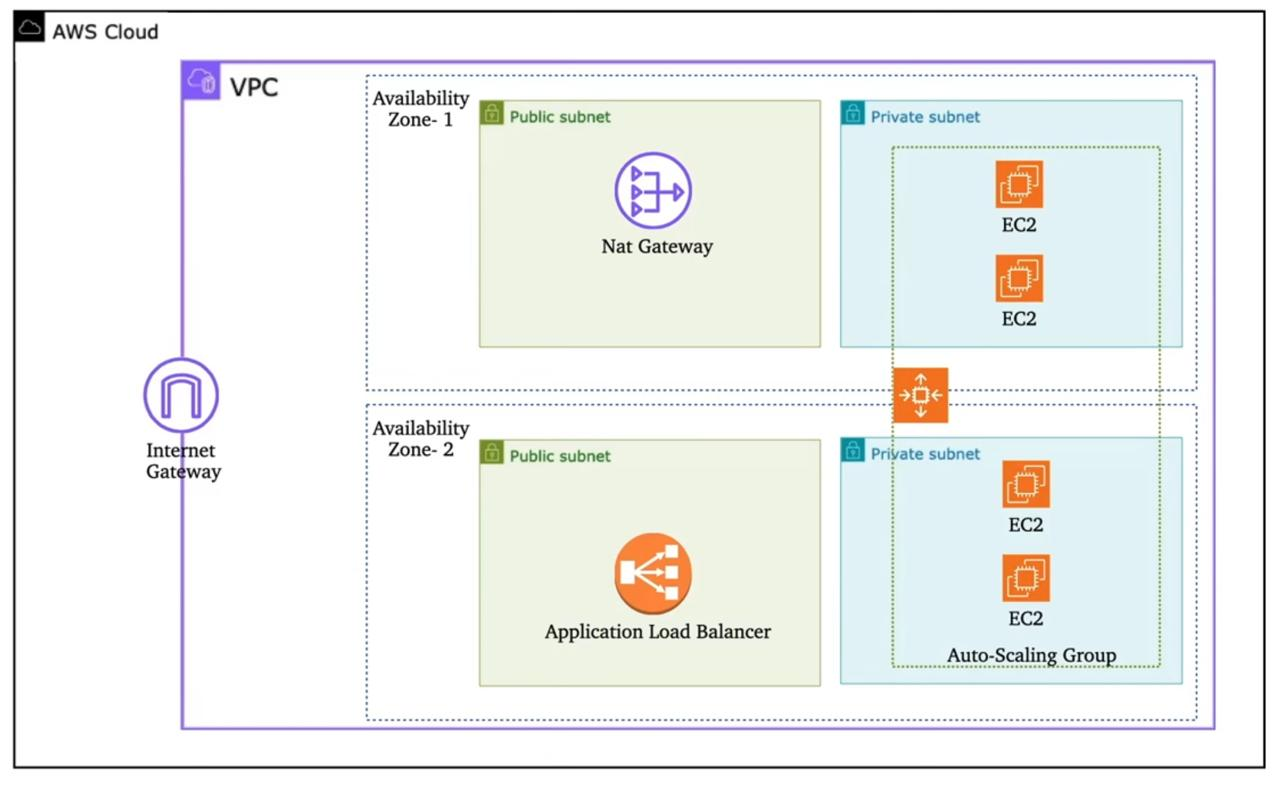 AWS Cloud
VPC
Availability
Zone- 1
Public subnet
Nat Gateway
Private subnet
EC2
EC2
Internet
Gateway
Availability
Zone- 2
Public subnet
Application Load Balancer
Private subnet
EC2
EC2
Auto-Scaling Group